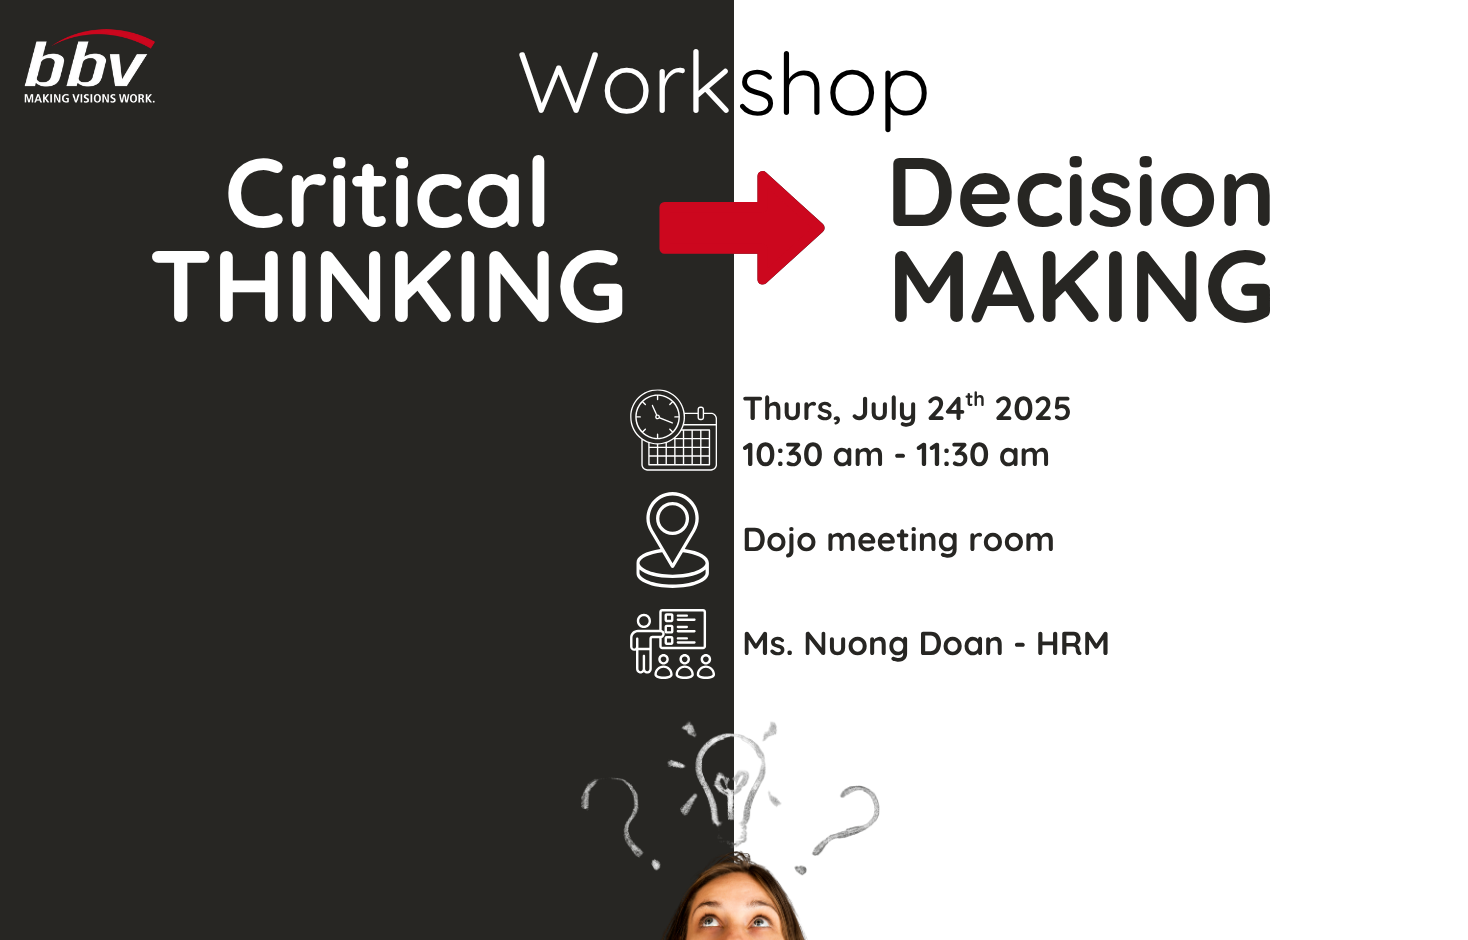 bbv
MAKING VISIONS WORK.
Workshop
Critical
THINKING
Decision
MAKING
Thurs, July 24th 2025
10:30 am - 11:30 am
Dojo meeting room
Ms. Nuong Doan - HRM
? ?